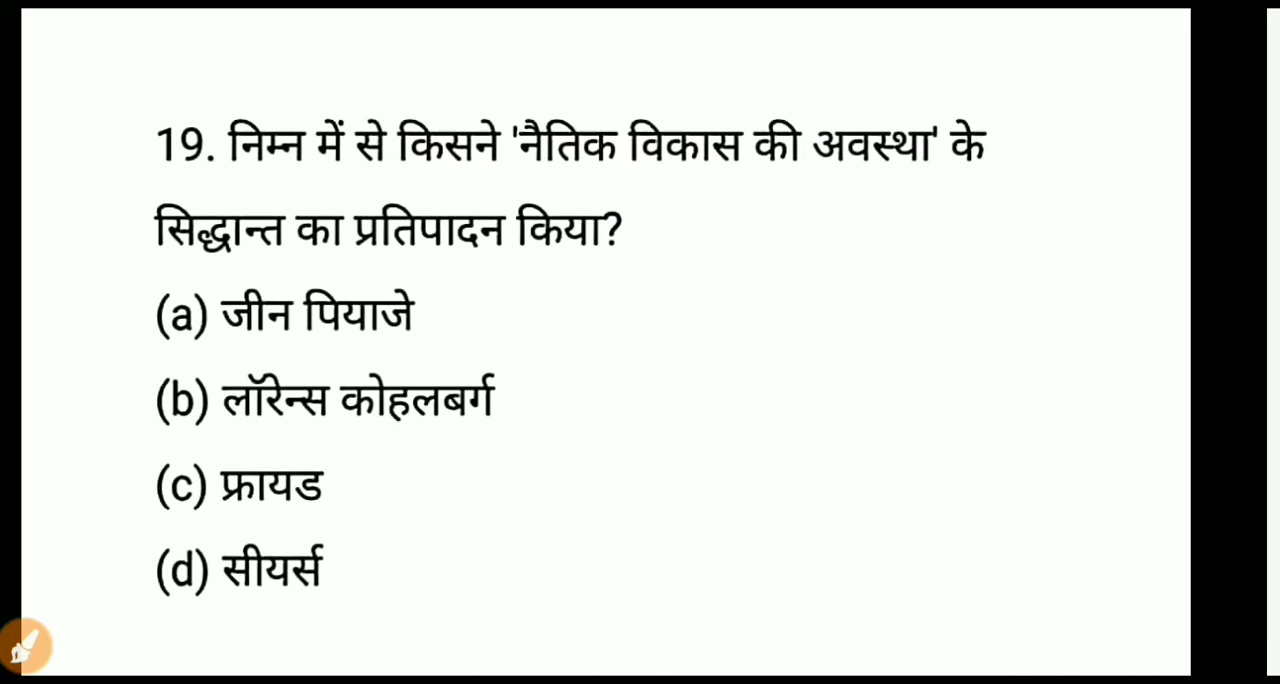 19. निम्न में से किसने 'नैतिक विकास की अवस्था' के
सिद्धान्त का प्रतिपादन किया?
(a) जीन पियाजे
(b) लॉरेन्स कोहलबर्ग
(c) फ्रायड
(d) सीयर्स